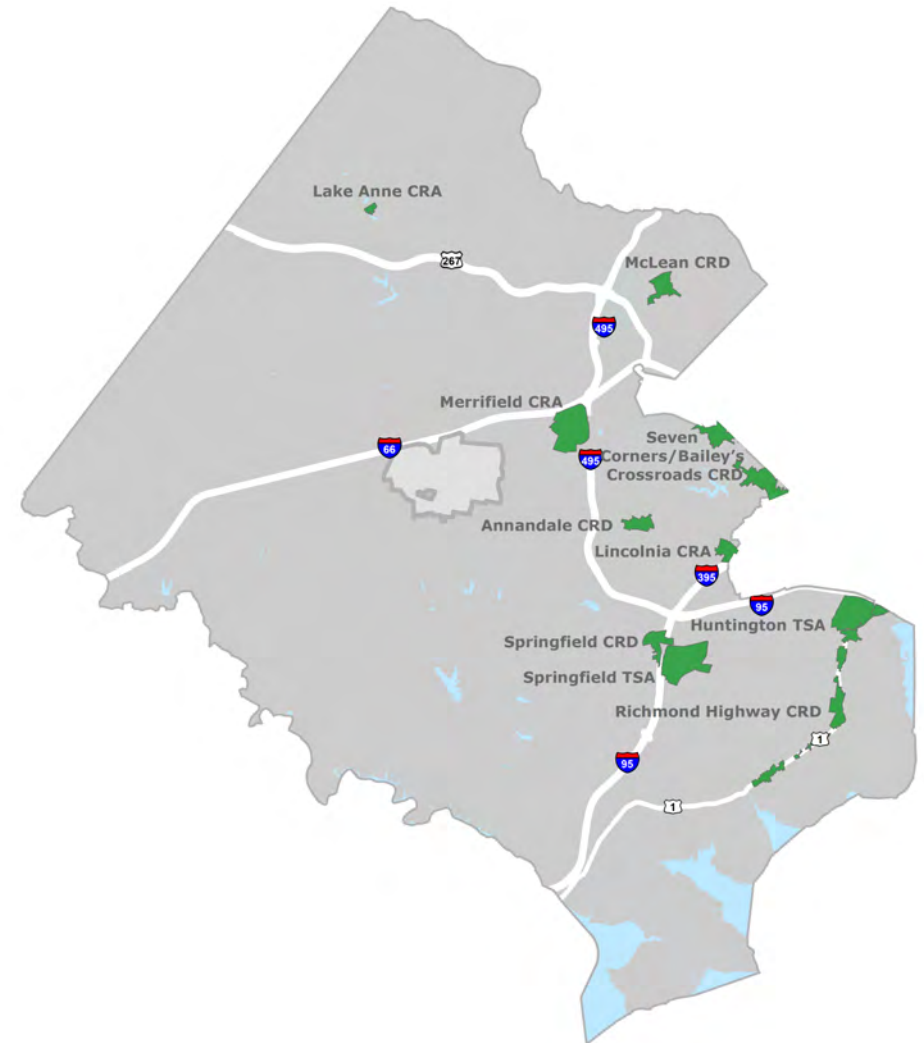 Lake Anne CRA
267
McLean CRD
495
Merrifield CRA
Seven
Corners/Bailey's
Crossroads CRD
66
495
Annandale CRD
Lincolnia CRA
395
95
Huntington TSA
Springfield CRD
Springfield TSA
Richmond Highway CRD
1
95
1